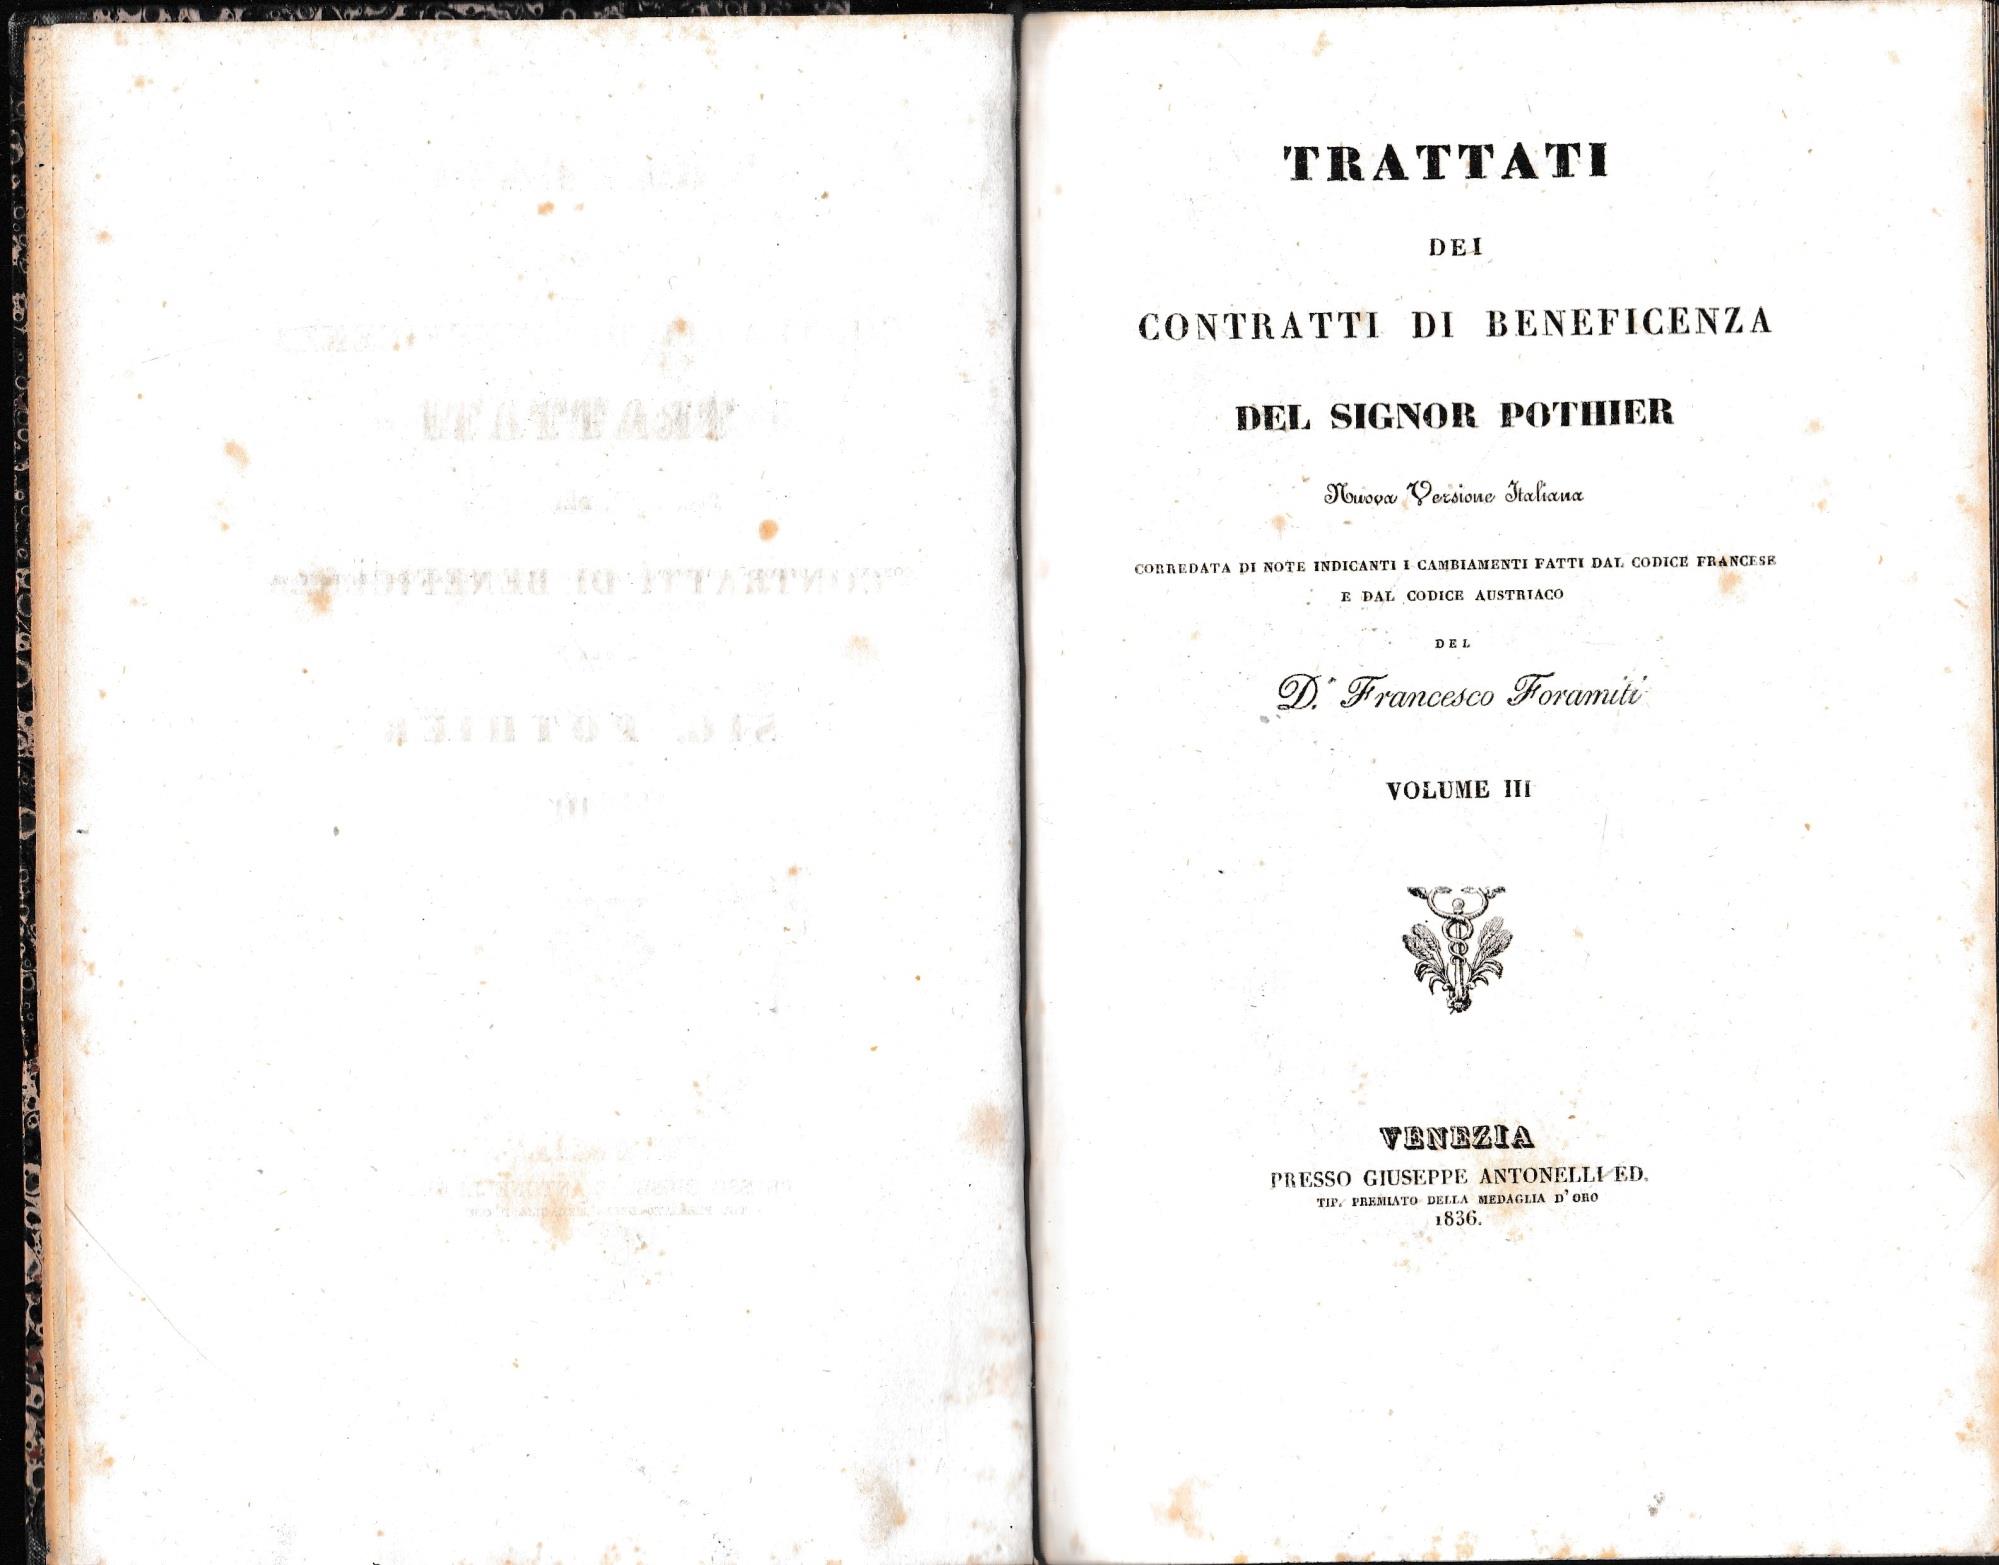 TRATTATI
DEI
CONTRATTI DI BENEFICENZA
DEL SIGNOR POTHIER
Nuova Versione Italiana
CORREDATA DI NOTE INDICANTI I CAMBIAMENTI FATTI DAL CODICE FRANCESE
E DAL CODICE AUSTRIACO
DEL
D.r Francesco Foramiti
VOLUME III
VENEZIA
PRESSO GIUSEPPE ANTONELLI ED.
TIP. PREMIATO DELLA MEDAGLIA D'ORO
1836.